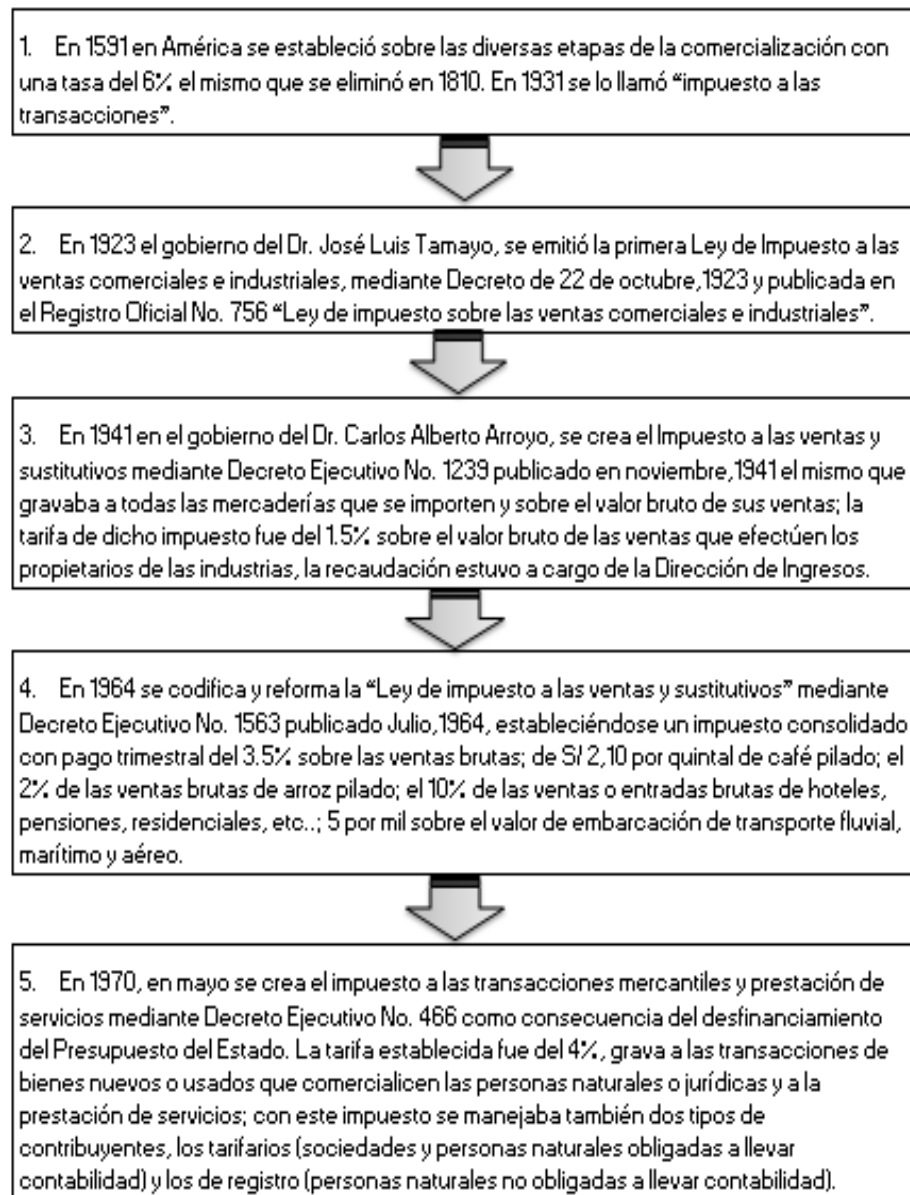 1. En 1591 en América se estableció sobre las diversas etapas de la comercialización con
una tasa del 6% el mismo que se eliminó en 1810. En 1931 se lo llamó “impuesto a las
transacciones”.
2. En 1923 el gobierno del Dr. José Luis Tamayo, se emitió la primera Ley de Impuesto a las
ventas comerciales e industriales, mediante Decreto de 22 de octubre,1923 y publicada en
el Registro Oficial No. 756 “Ley de impuesto sobre las ventas comerciales e industriales”.
3. En 1941 en el gobierno del Dr. Carlos Alberto Arroyo, se crea el Impuesto a las ventas y
sustitutivos mediante Decreto Ejecutivo No. 1239 publicado en noviembre,1941 el mismo que
gravaba a todas las mercaderías que se importen y sobre el valor bruto de sus ventas; la
tarifa de dicho impuesto fue del 1.5% sobre el valor bruto de las ventas que efectúen los
propietarios de las industrias, la recaudación estuvo a cargo de la Dirección de Ingresos.
4. En 1964 se codifica y reforma la “Ley de impuesto a las ventas y sustitutivos” mediante
Decreto Ejecutivo No. 1563 publicado Julio,1964, estableciéndose un impuesto consolidado
con pago trimestral del 3.5% sobre las ventas brutas; de S/ 2,10 por quintal de café pilado; el
2% de las ventas brutas de arroz pilado; el 10% de las ventas o entradas brutas de hoteles,
pensiones, residenciales, etc..; 5 por mil sobre el valor de embarcación de transporte fluvial,
marítimo y aéreo.
5. En 1970, en mayo se crea el impuesto a las transacciones mercantiles y prestación de
servicios mediante Decreto Ejecutivo No. 466 como consecuencia del desfinanciamiento
del Presupuesto del Estado. La tarifa establecida fue del 4%, grava a las transacciones de
bienes nuevos o usados que comercialicen las personas naturales o jurídicas y a la
prestación de servicios; con este impuesto se manejaba también dos tipos de
contribuyentes, los tarifarios (sociedades y personas naturales obligadas a llevar
contabilidad) y los de registro (personas naturales no obligadas a llevar contabilidad).